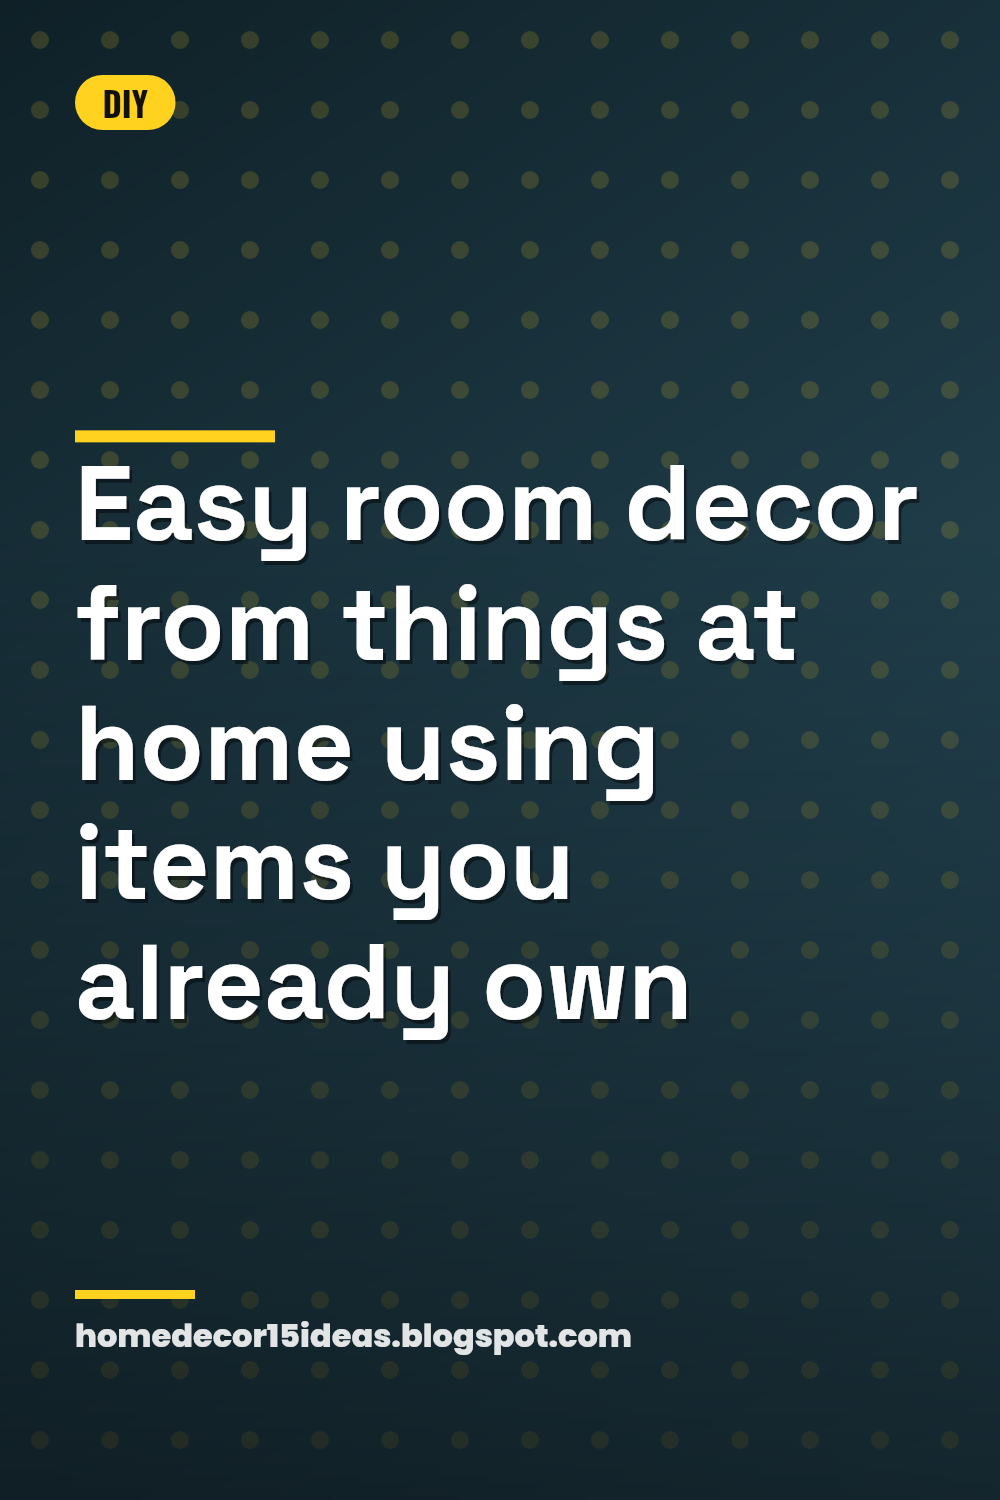 DIY
Easy room decor
from things at
home using
items you
already own
homedecor15ideas.blogspot.com